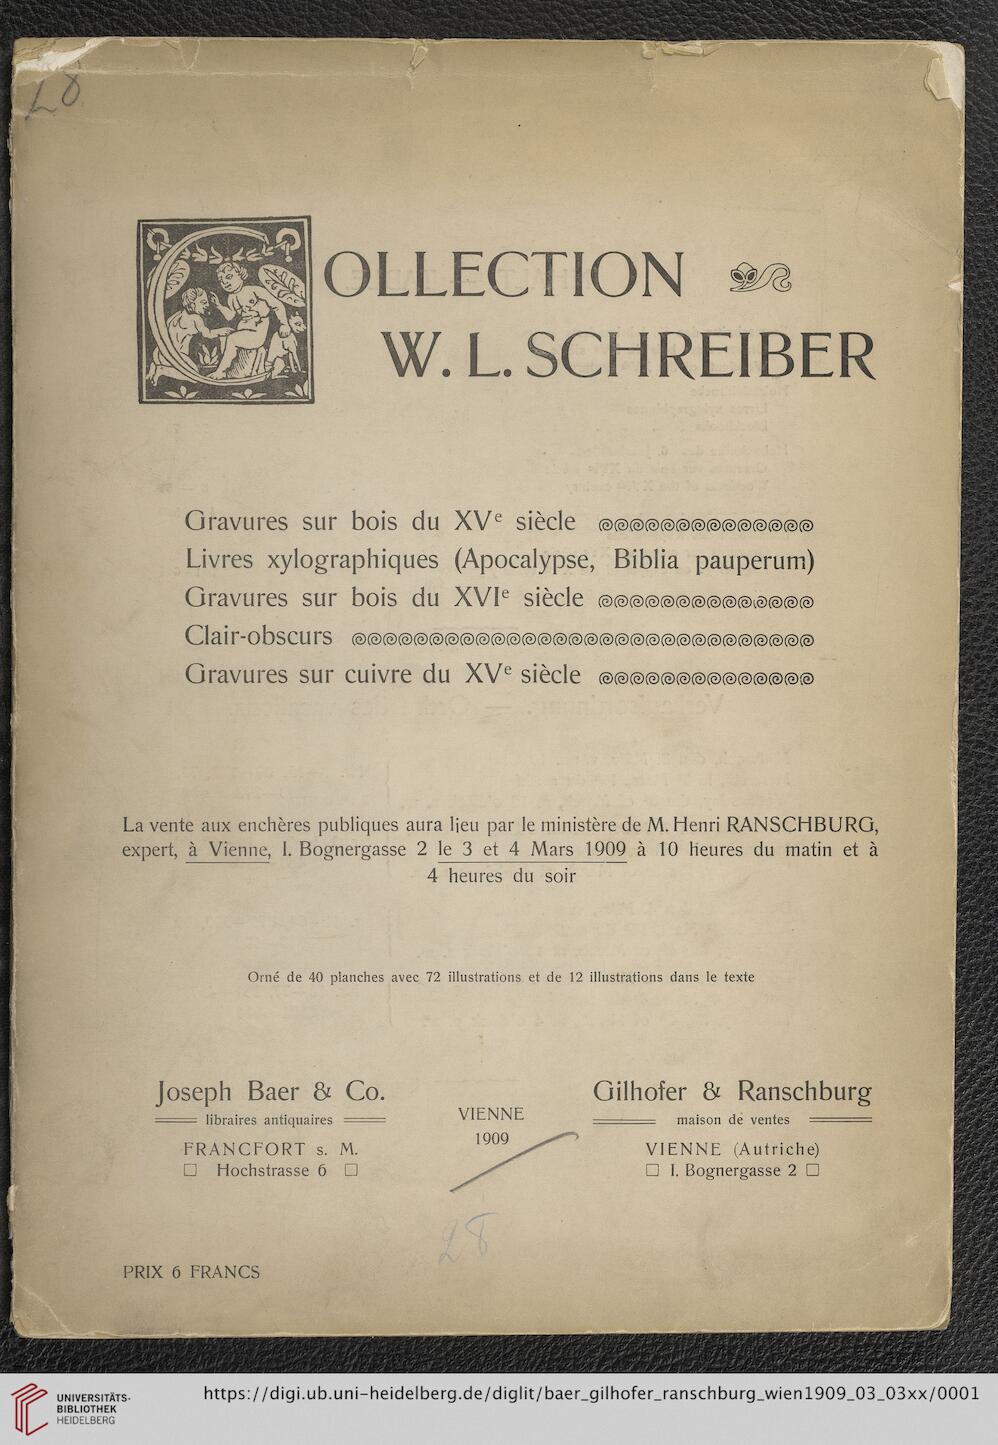 28
COLLECTION
W. L. SCHREIBER
Gravures sur bois du XVe siècle
Livres xylographiques (Apocalypse, Biblia pauperum)
Gravures sur bois du XVIe siècle
Clair-obscurs
Gravures sur cuivre du XVe siècle
La vente aux enchères publiques aura lieu par le ministère de M. Henri RANSCHBURG,
expert, à Vienne, I. Bognergasse 2 le 3 et 4 Mars 1909 à 10 heures du matin et à
4 heures du soir
Orné de 40 planches avec 72 illustrations et de 12 illustrations dans le texte
Joseph Baer & Co.
libraires antiquaires
FRANCFORT s. M.
Hochstrasse 6
VIENNE
1909
Gilhofer & Ranschburg
maison de ventes
VIENNE (Autriche)
I. Bognergasse 2
28
PRIX 6 FRANCS
UNIVERSITÄTS-
BIBLIOTHEK
HEIDELBERG
https://digi.ub.uni-heidelberg.de/diglit/baer_gilhofer_ranschburg_wien1909_03_03xx/0001